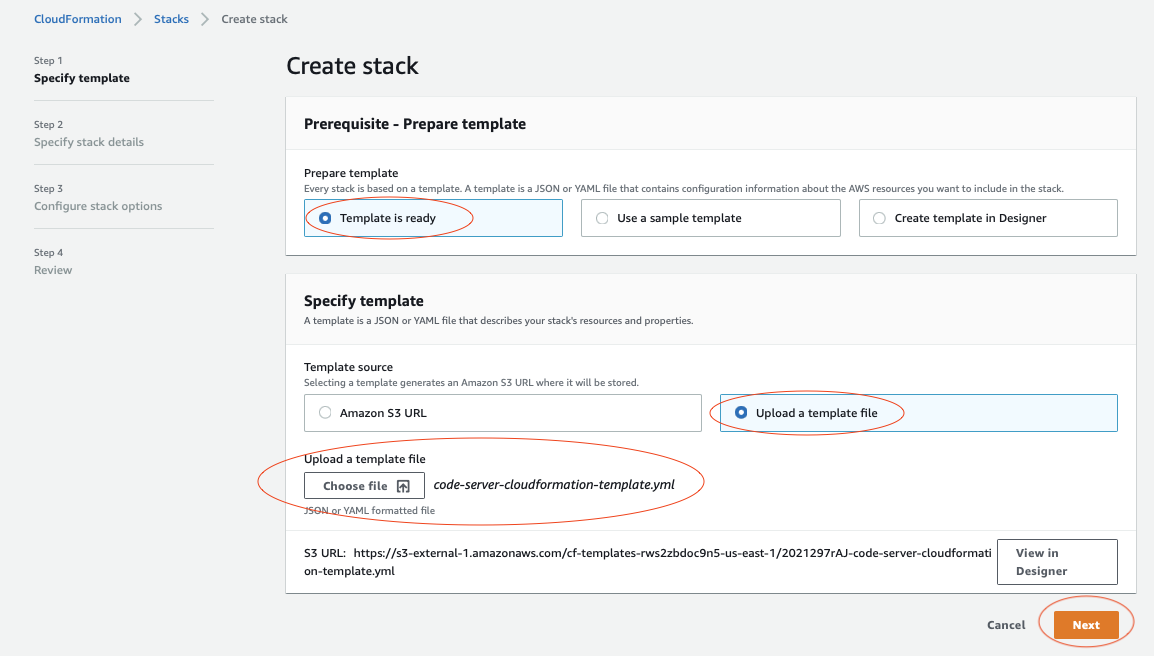 CloudFormation > Stacks > Create stack
Step 1
Specify template
Step 2
Specify stack details
Step 3
Configure stack options
Step 4
Review
Create stack
Prerequisite - Prepare template
Prepare template
Every stack is based on a template. A template is a JSON or YAML file that contains configuration information about the AWS resources you want to include in the stack.
Template is ready
Use a sample template
Create template in Designer
Specify template
A template is a JSON or YAML file that describes your stack's resources and properties.
Template source
Selecting a template generates an Amazon S3 URL where it will be stored.
Amazon S3 URL
Upload a template file
Upload a template file
Choose file code-server-cloudformation-template.yml
JSON or YAML formatted file
S3 URL: https://s3-external-1.amazonaws.com/cf-templates-rws2zbdoc9n5-us-east-1/2021297rAJ-code-server-cloudformati
on-template.yml
View in
Designer
Cancel
Next